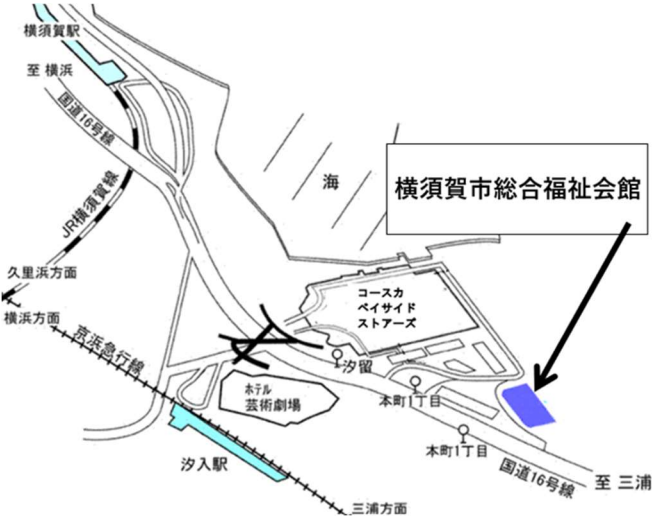 横須賀駅
至 横浜
国道16号線
海
横須賀市総合福祉会館
JR横須賀線
久里浜方面
横浜方面
京浜急行線
コースカ
ベイサイド
ストアーズ
汐留
ホテル
芸術劇場
本町1丁目
本町1丁目
汐入駅
国道16号線
至 三浦
三浦方面